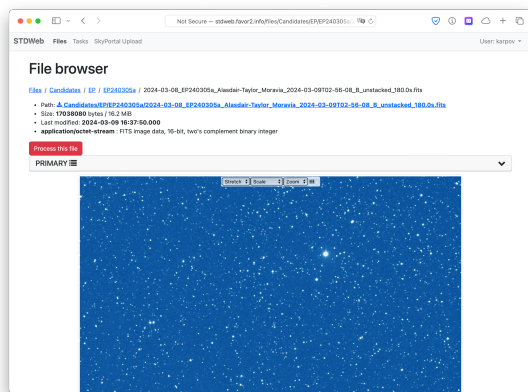 Not Secure — stdweb.favor2.info/files/Candidates/EP/EP240305a/
STDWeb Files Tasks SkyPortal Upload User: karpov
File browser
Files / Candidates / EP / EP240305a / 2024-03-08_EP240305a_Alasdair-Taylor_Moravia_2024-03-09T02-56-08_B_unstacked_180.0s.fits
Path: Candidates/EP/EP240305a/2024-03-08_EP240305a_Alasdair-Taylor_Moravia_2024-03-09T02-56-08_B_unstacked_180.0s.fits
Size: 17038080 bytes / 16.2 MiB
Last modified: 2024-03-09 16:37:50.000
application/octet-stream : FITS image data, 16-bit, two's complement binary integer
Process this file
PRIMARY
Stretch Scale Zoom